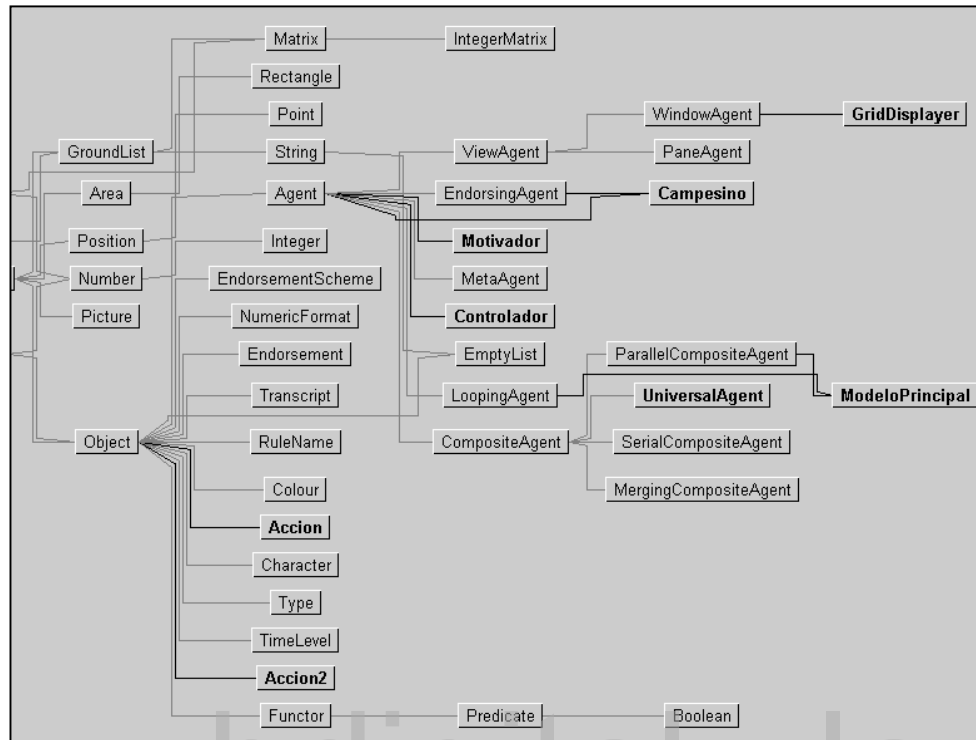 Matrix IntegerMatrix
Rectangle
Point WindowAgent GridDisplayer
GroundList String ViewAgent PaneAgent
Area Agent EndorsingAgent Campesino
Position Integer Motivador
Number EndorsementScheme MetaAgent
Picture NumericFormat Controlador
Endorsement EmptyList ParallelCompositeAgent
Transcript LoopingAgent UniversalAgent ModeloPrincipal
Object RuleName CompositeAgent SerialCompositeAgent
Colour MergingCompositeAgent
Accion
Character
Type
TimeLevel
Accion2
Functor Predicate Boolean